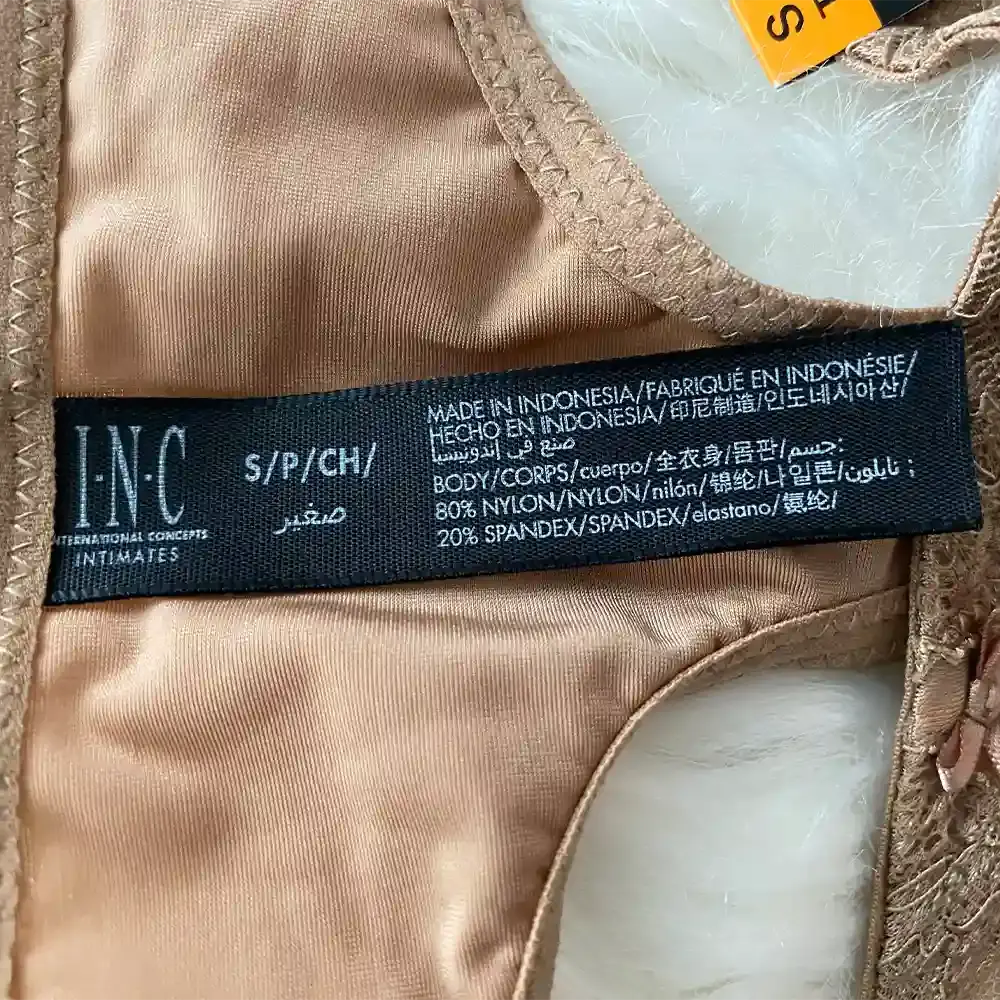 I·N·C
INTERNATIONAL CONCEPTS
INTIMATES
S/P/CH/
صغير
MADE IN INDONESIA/FABRIQUÉ EN INDONÉSIE/
HECHO EN INDONESIA/印尼制造/인도네시아산/
صنع في إندونيسيا
BODY/CORPS/cuerpo/全衣身/몸판/جسم:
80% NYLON/NYLON/nilón/锦纶/나일론/نايلون ;
20% SPANDEX/SPANDEX/elastano/氨纶/